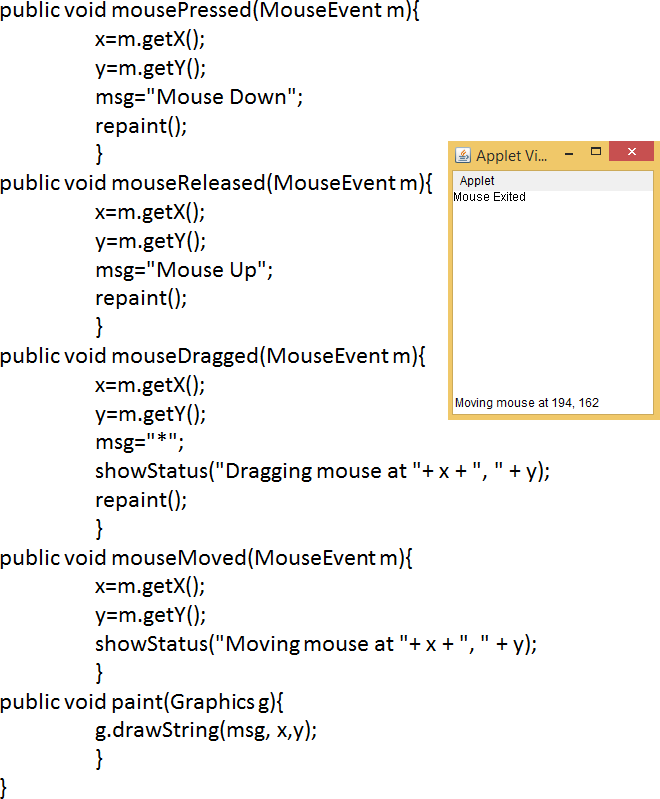 public void mousePressed(MouseEvent m){
x=m.getX();
y=m.getY();
msg="Mouse Down";
repaint();
}
public void mouseReleased(MouseEvent m){
x=m.getX();
y=m.getY();
msg="Mouse Up";
repaint();
}
public void mouseDragged(MouseEvent m){
x=m.getX();
y=m.getY();
msg="*";
showStatus("Dragging mouse at "+ x + ", " + y);
repaint();
}
public void mouseMoved(MouseEvent m){
x=m.getX();
y=m.getY();
showStatus("Moving mouse at "+ x + ", " + y);
}
public void paint(Graphics g){
g.drawString(msg, x,y);
}
}
Applet Vi...
Applet
Mouse Exited
Moving mouse at 194, 162